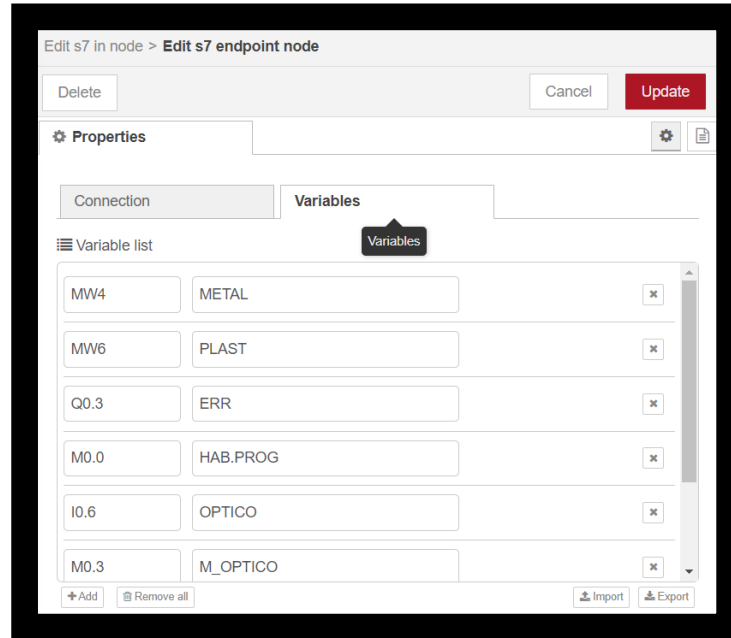 Edit s7 in node > Edit s7 endpoint node
Delete Cancel Update
Properties
Connection Variables
Variable list Variables
MW4 METAL
MW6 PLAST
Q0.3 ERR
M0.0 HAB.PROG
I0.6 OPTICO
M0.3 M_OPTICO
+Add Remove all Import Export